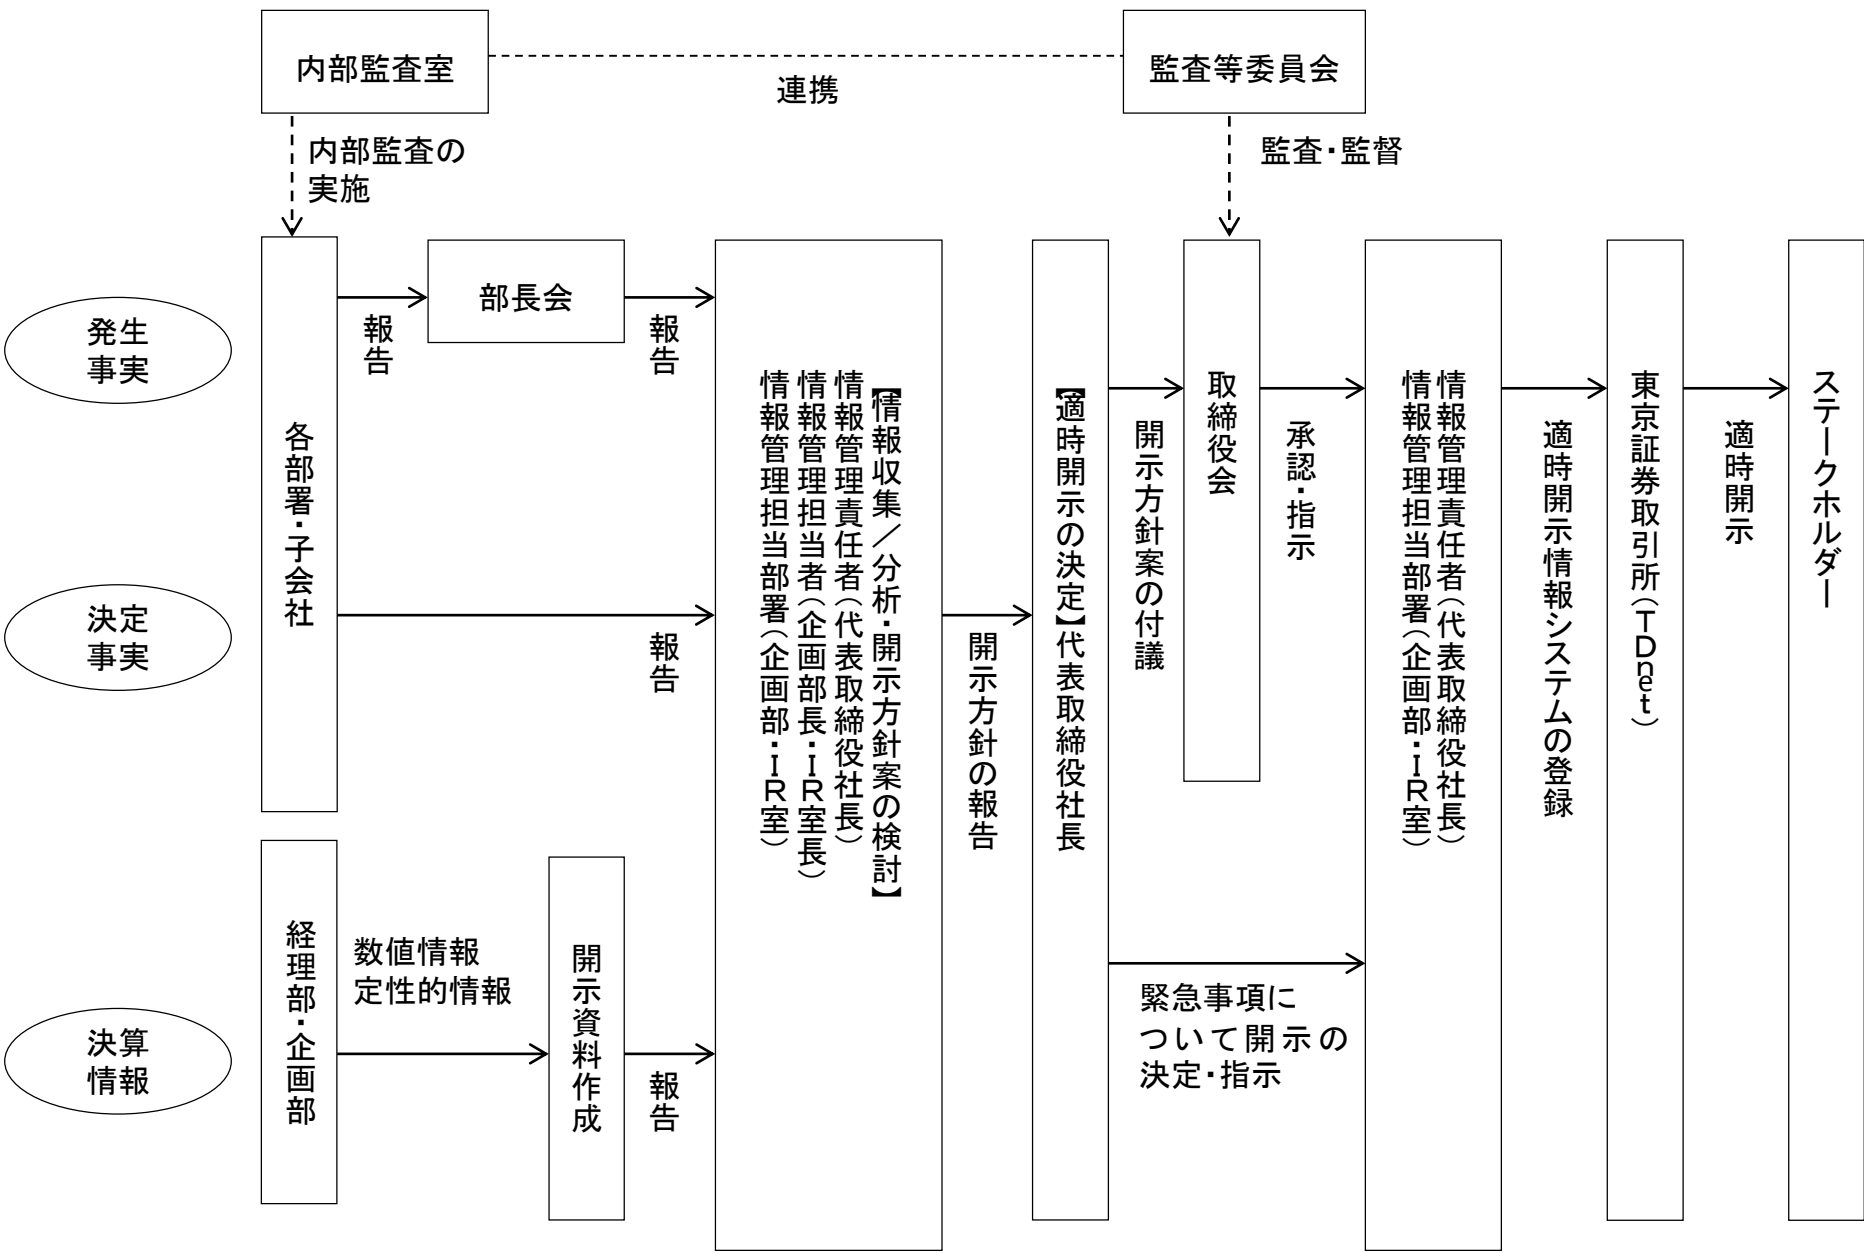 内部監査室
連携
監査等委員会
内部監査の
実施
監査・監督
発生
事実
決定
事実
決算
情報
各部署・子会社
報告
部長会
報告
報告
経理部・企画部
数値情報
定性的情報
開示資料作成
報告
【情報収集／分析・開示方針案の検討】
情報管理責任者（代表取締役社長）
情報管理担当者（企画部長・ＩＲ室長）
情報管理担当部署（企画部・ＩＲ室）
開示方針の報告
【適時開示の決定】代表取締役社長
開示方針案の付議
取締役会
承認・指示
緊急事項に
ついて開示の
決定・指示
情報管理責任者（代表取締役社長）
情報管理担当部署（企画部・ＩＲ室）
適時開示情報システムの登録
東京証券取引所（ＴＤｎｅｔ）
適時開示
ステークホルダー